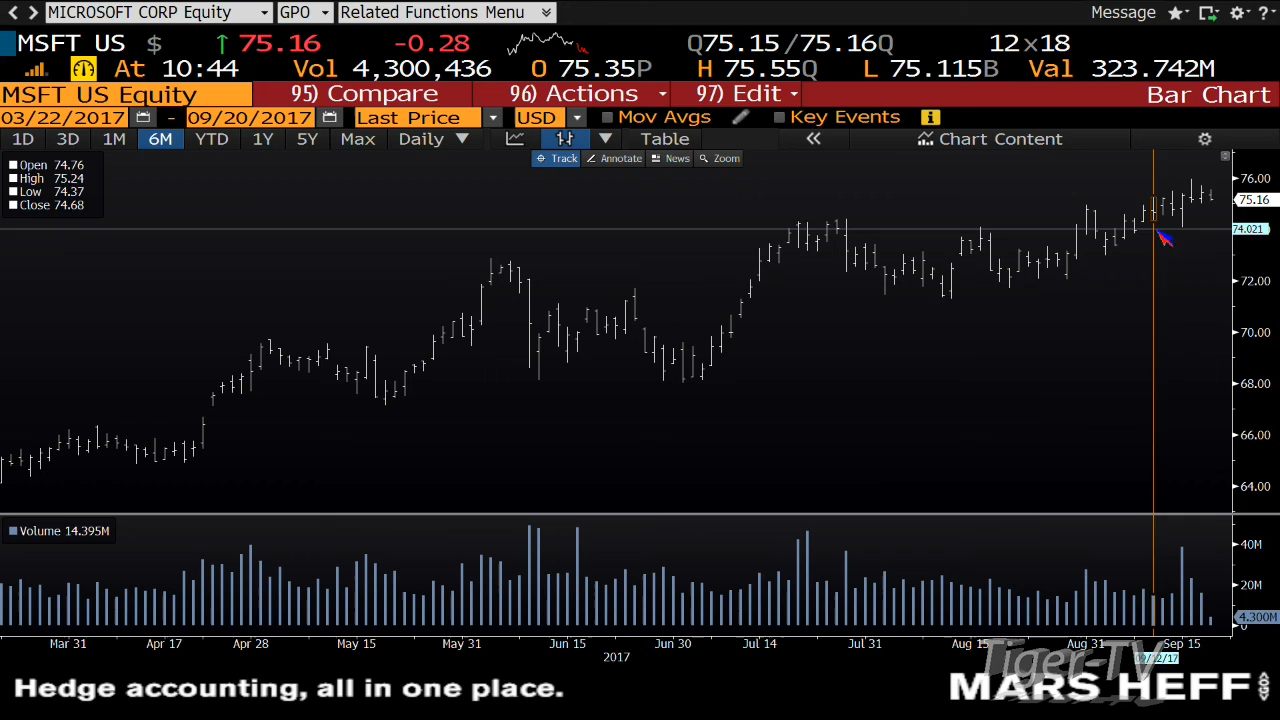 MICROSOFT CORP Equity GPO Related Functions Menu Message
MSFT US $ ↑ 75.16 -0.28 Q75.15/75.16Q 12×18
At 10:44 Vol 4,300,436 O 75.35P H 75.55Q L 75.115B Val 323.742M
MSFT US Equity 95) Compare 96) Actions 97) Edit Bar Chart
03/22/2017 - 09/20/2017 Last Price USD Mov Avgs Key Events
1D 3D 1M 6M YTD 1Y 5Y Max Daily Table Chart Content
Track Annotate News Zoom
Open 74.76
High 75.24
Low 74.37
Close 74.68
76.00
75.16
74.021
72.00
70.00
68.00
66.00
64.00
Volume 14.395M
40M
20M
4.300M
0
Mar 31 Apr 17 Apr 28 May 15 May 31 Jun 15 Jun 30 Jul 14 Jul 31 Aug 15 Aug 31 Sep 15
2017
09/12/17
Tiger-TV
Hedge accounting, all in one place.
MARS HEFF